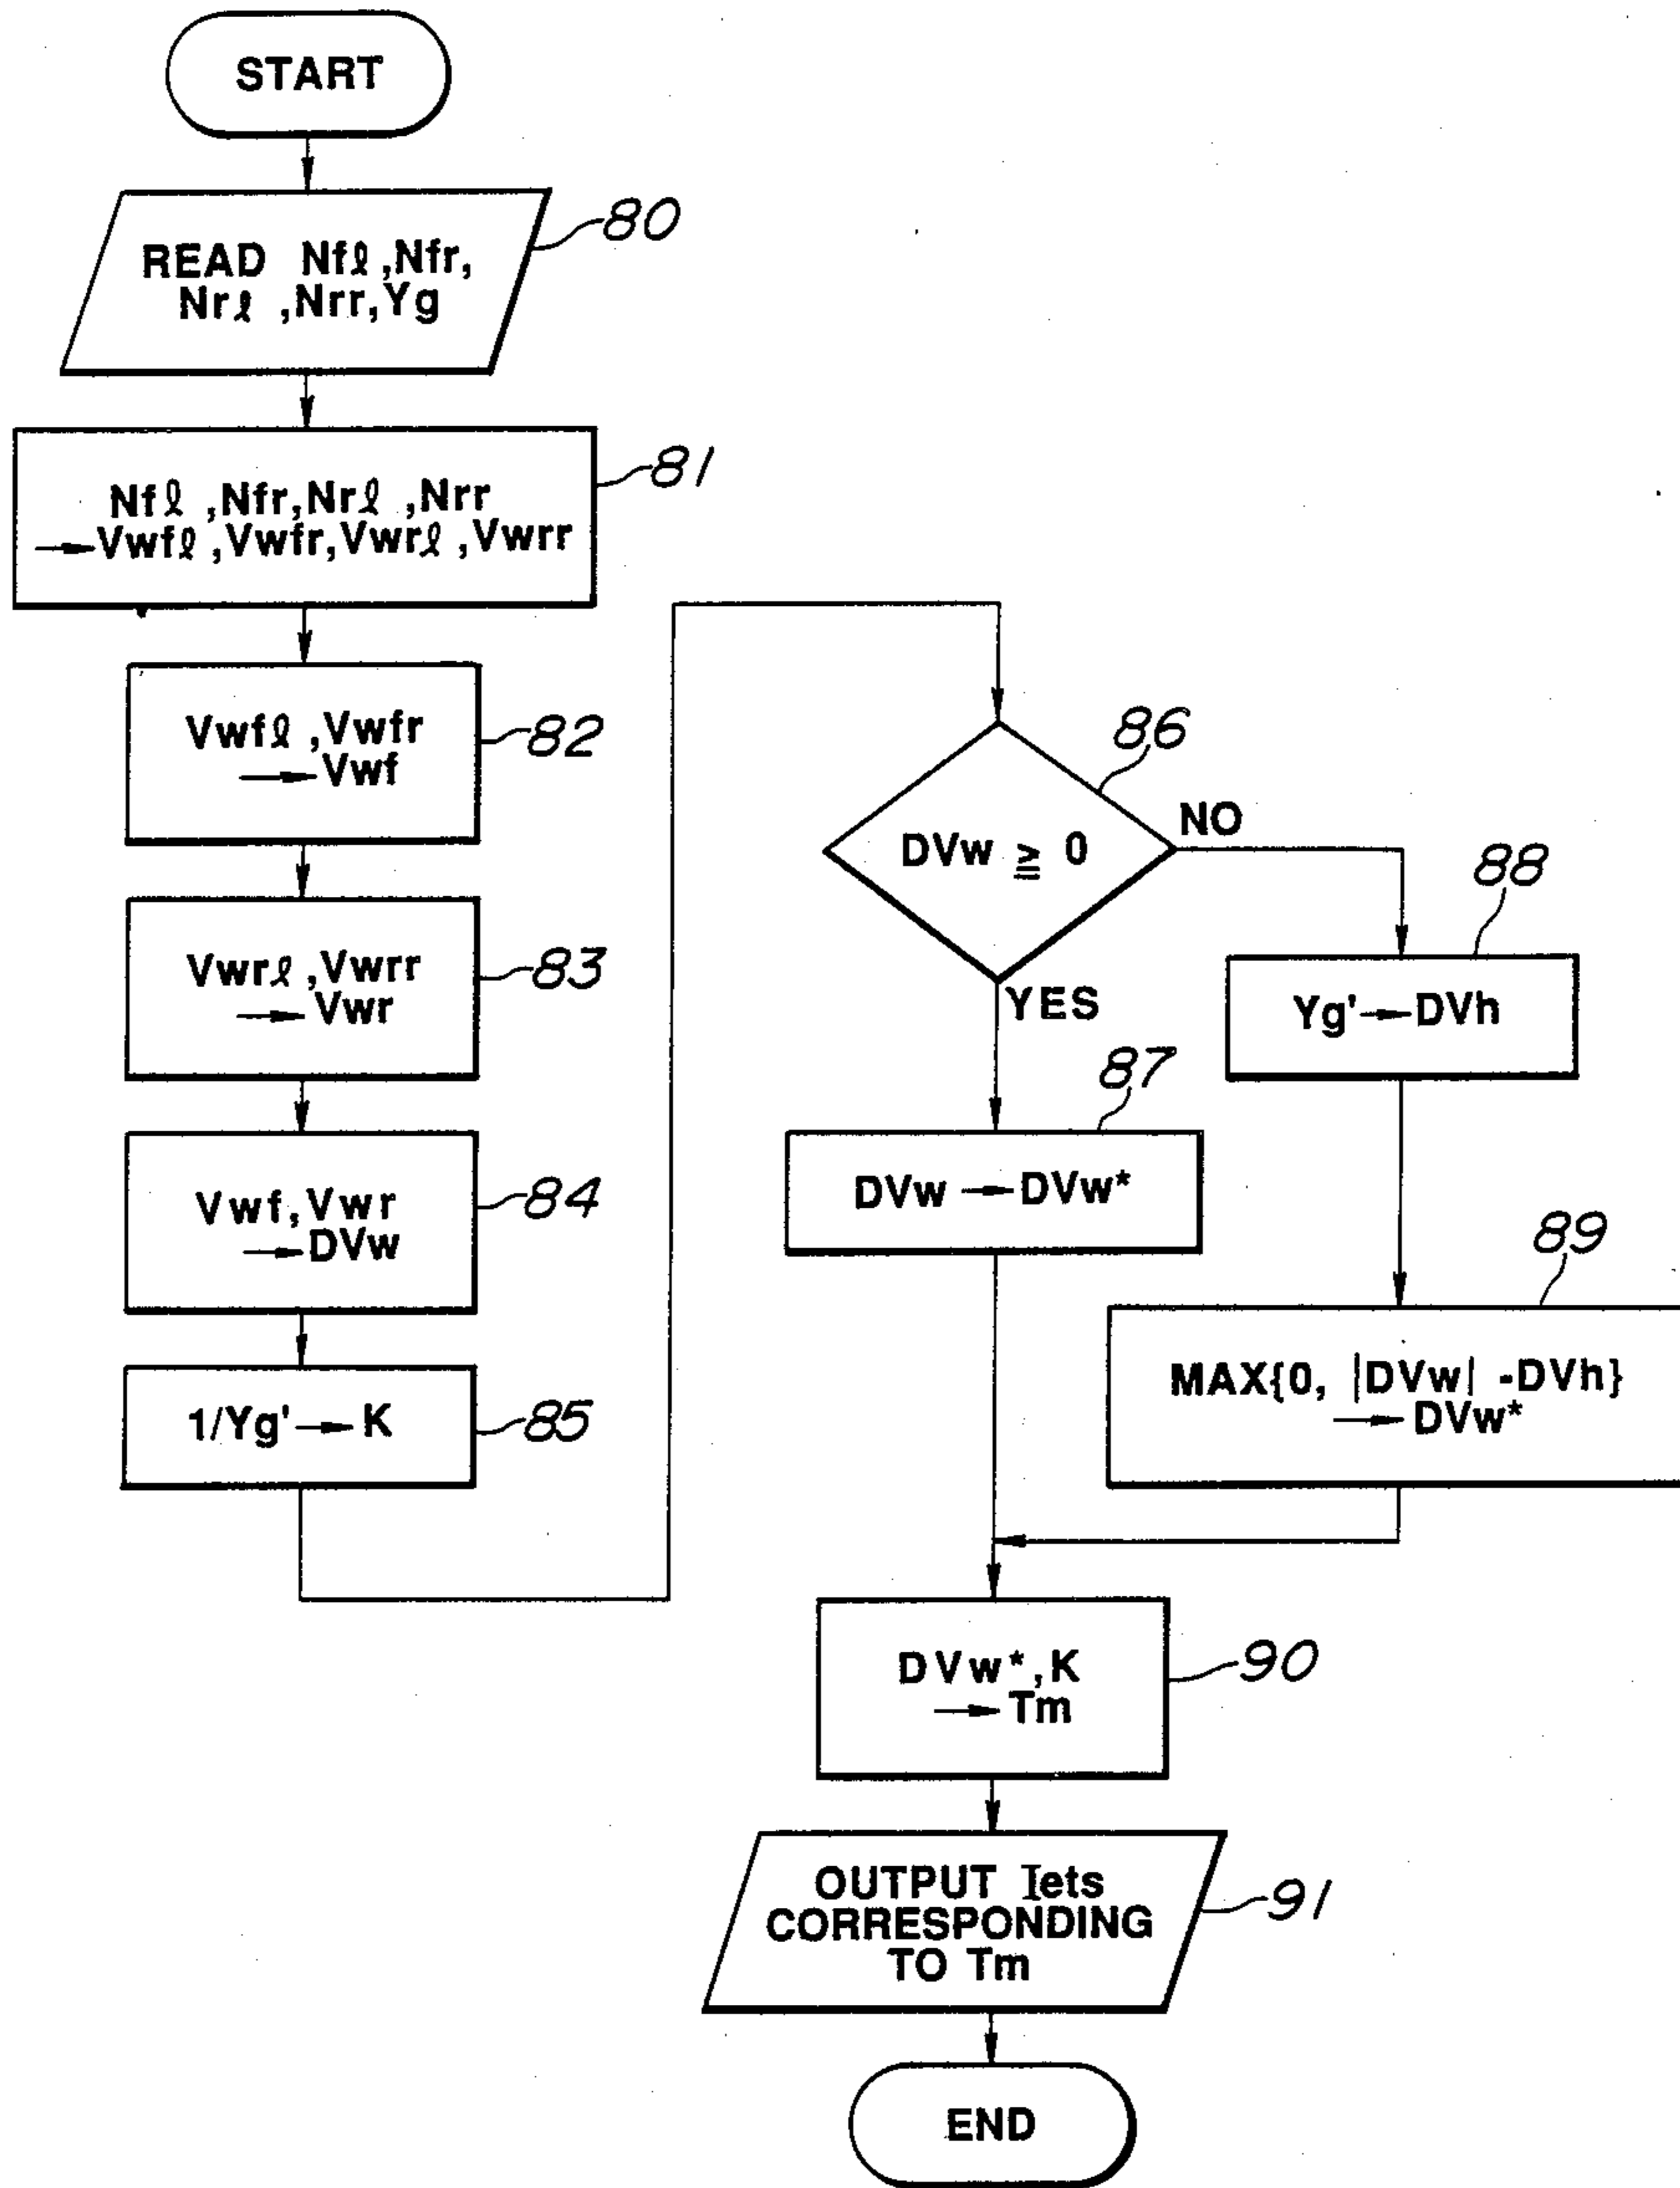 START
READ Nfℓ,Nfr,
Nrℓ,Nrr,Yg
80
Nfℓ,Nfr,Nrℓ,Nrr
→Vwfℓ,Vwfr,Vwrℓ,Vwrr
81
Vwfℓ,Vwfr
→Vwf
82
Vwrℓ,Vwrr
→Vwr
83
Vwf,Vwr
→DVw
84
1/Yg'→K
85
DVw ≧ 0
86
NO
YES
DVw→DVw*
87
Yg'→DVh
88
MAX{0, |DVw| -DVh}
→DVw*
89
DVw*,K
→Tm
90
OUTPUT Iets
CORRESPONDING
TO Tm
91
END